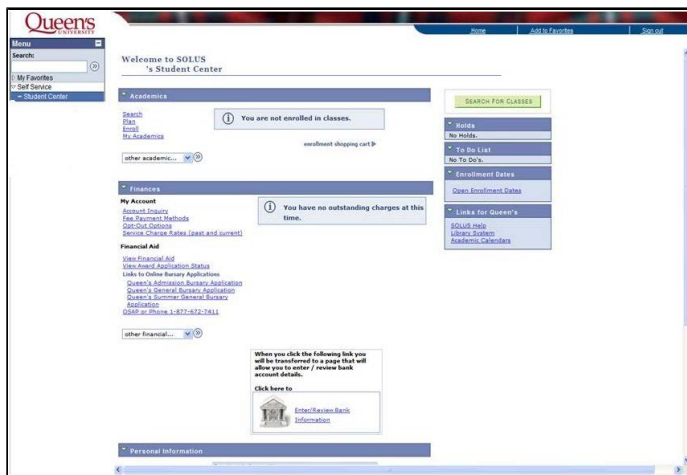 Queen's
UNIVERSITY
Home
Add to Favorites
Sign out
Menu
Search:
My Favorites
Self Service
Student Center
Welcome to SOLUS
's Student Center
Academics
Search
Plan
Enroll
My Academics
You are not enrolled in classes.
enrollment shopping cart
other academic...
Finances
My Account
Account Inquiry
Fee Payment Methods
Opt-Out Options
Service Charge Rates (past and current)
You have no outstanding charges at this
time.
Financial Aid
View Financial Aid
View Award Application Status
Links to Online Bursary Applications
Queen's Admission Bursary Application
Queen's General Bursary Application
Queen's Summer General Bursary
Application
OSAP or Phone 1-877-672-7411
other financial...
When you click the following link you
will be transferred to a page that will
allow you to enter / review bank
account details.
Click here to
Enter/Review Bank
Information
Personal Information
SEARCH FOR CLASSES
Holds
No Holds.
To Do List
No To Do's.
Enrollment Dates
Open Enrollment Dates
Links for Queen's
SOLUS Help
Library System
Academic Calendars